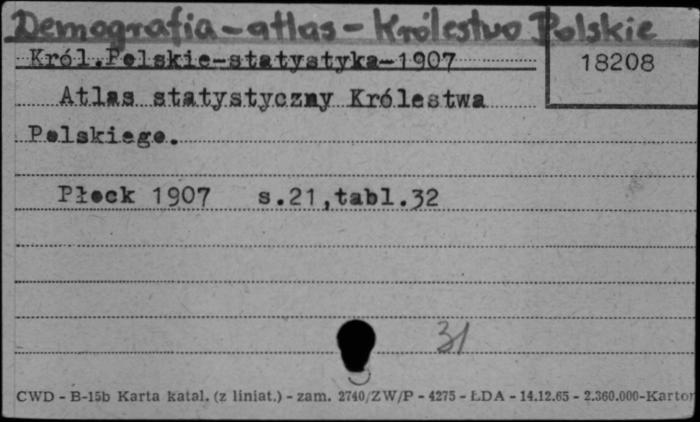 Demografia - atlas - Królestwo Polskie
Król.Polskie-statystyka-1907
18208
Atlas statystyczny Królestwa
Polskiego.
Płock 1907 s.21,tabl.32
31
CWD - B-15b Karta katal. (z liniat.) - zam. 2740/ZW/P - 4275 - ŁDA - 14.12.65 - 2.360.000-Karton